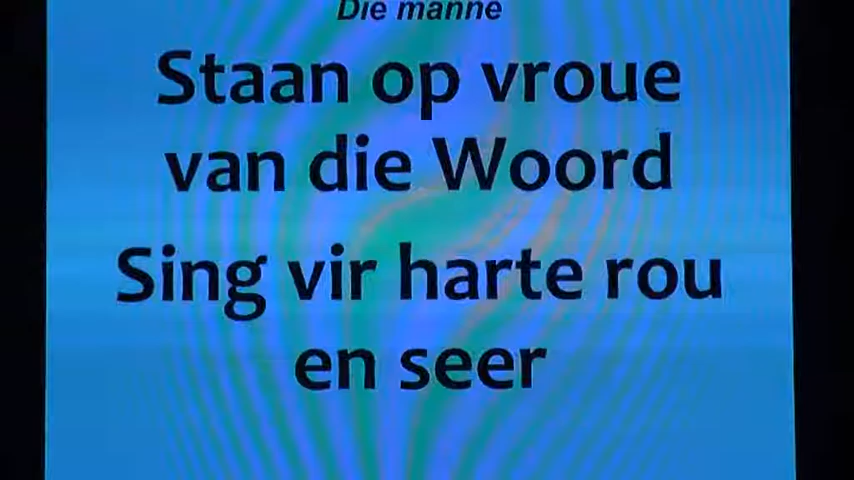 Die manne
Staan op vroue
van die Woord
Sing vir harte rou
en seer